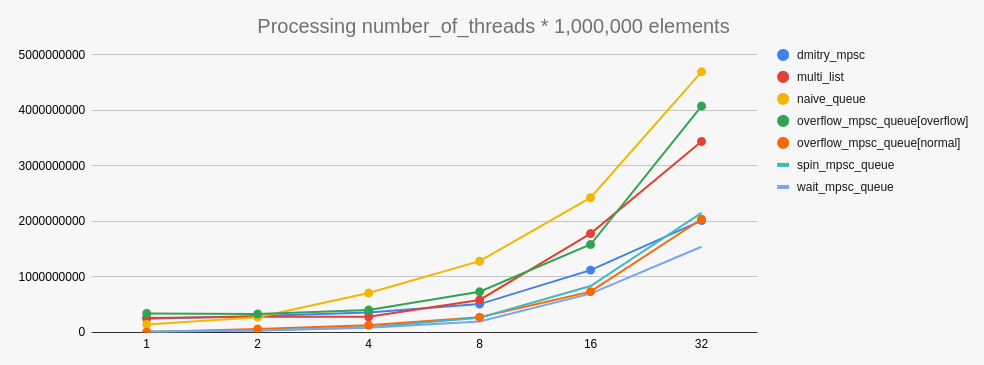 Processing number_of_threads * 1,000,000 elements
5000000000
4000000000
3000000000
2000000000
1000000000
0
1 2 4 8 16 32
dmitry_mpsc
multi_list
naive_queue
overflow_mpsc_queue[overflow]
overflow_mpsc_queue[normal]
spin_mpsc_queue
wait_mpsc_queue